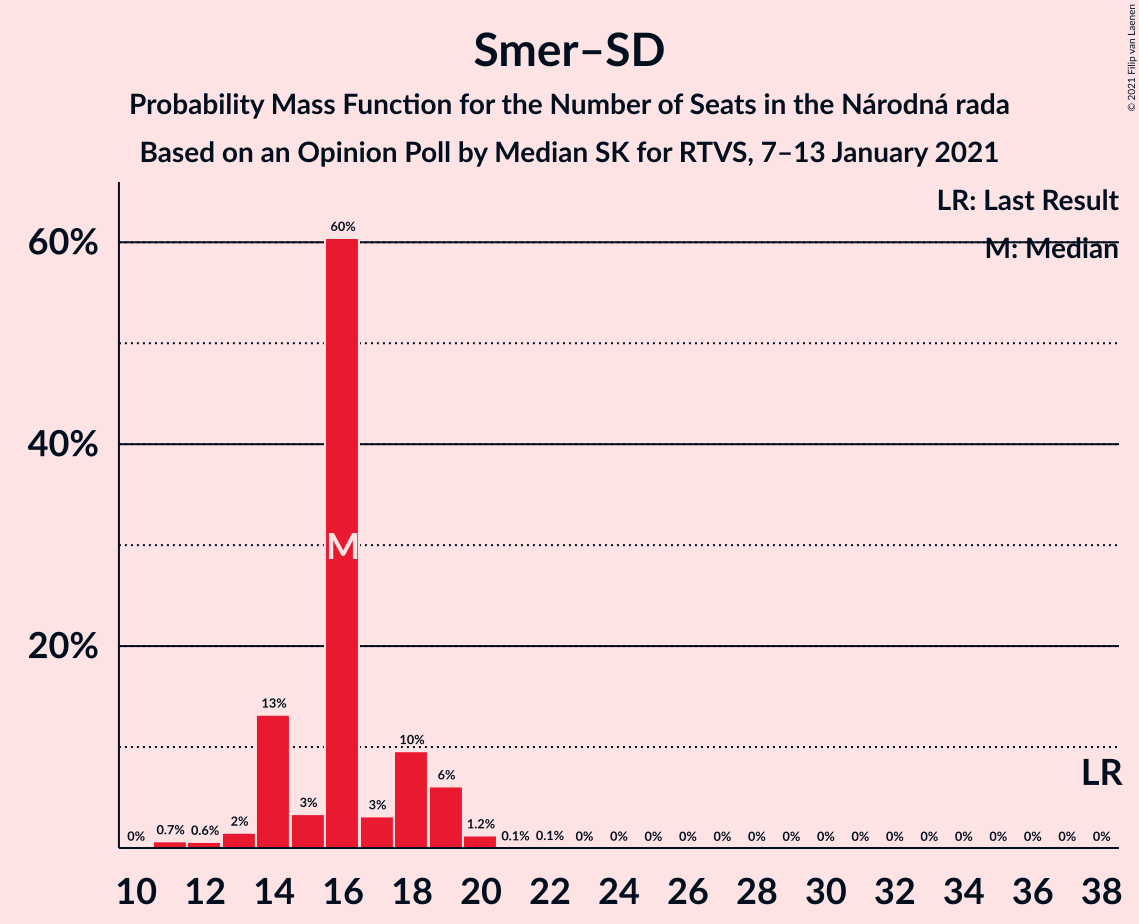 Smer–SD
Probability Mass Function for the Number of Seats in the Národná rada
Based on an Opinion Poll by Median SK for RTVS, 7–13 January 2021
© 2021 Filip van Laenen
LR: Last Result
M: Median
60%
40%
20%
0% 0.7% 0.6% 2% 13% 3% 60% 3% 10% 6% 1.2% 0.1% 0.1% 0% 0% 0% 0% 0% 0% 0% 0% 0% 0% 0% 0% 0% 0% 0% 0%
M
LR
10 12 14 16 18 20 22 24 26 28 30 32 34 36 38